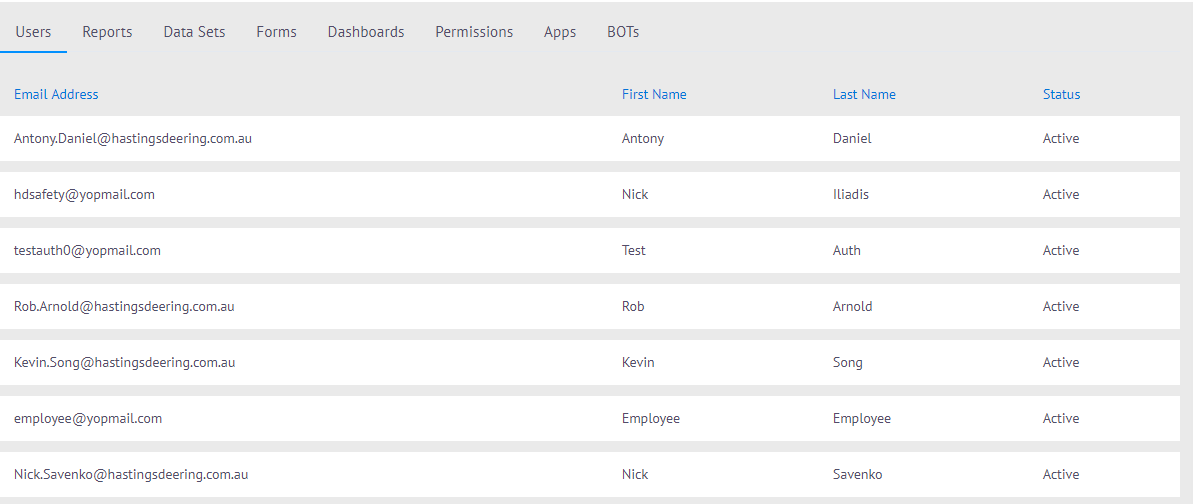 Users Reports Data Sets Forms Dashboards Permissions Apps BOTs
Email Address First Name Last Name Status
Antony.Daniel@hastingsdeering.com.au Antony Daniel Active
hdsafety@yopmail.com Nick Iliadis Active
testauth0@yopmail.com Test Auth Active
Rob.Arnold@hastingsdeering.com.au Rob Arnold Active
Kevin.Song@hastingsdeering.com.au Kevin Song Active
employee@yopmail.com Employee Employee Active
Nick.Savenko@hastingsdeering.com.au Nick Savenko Active